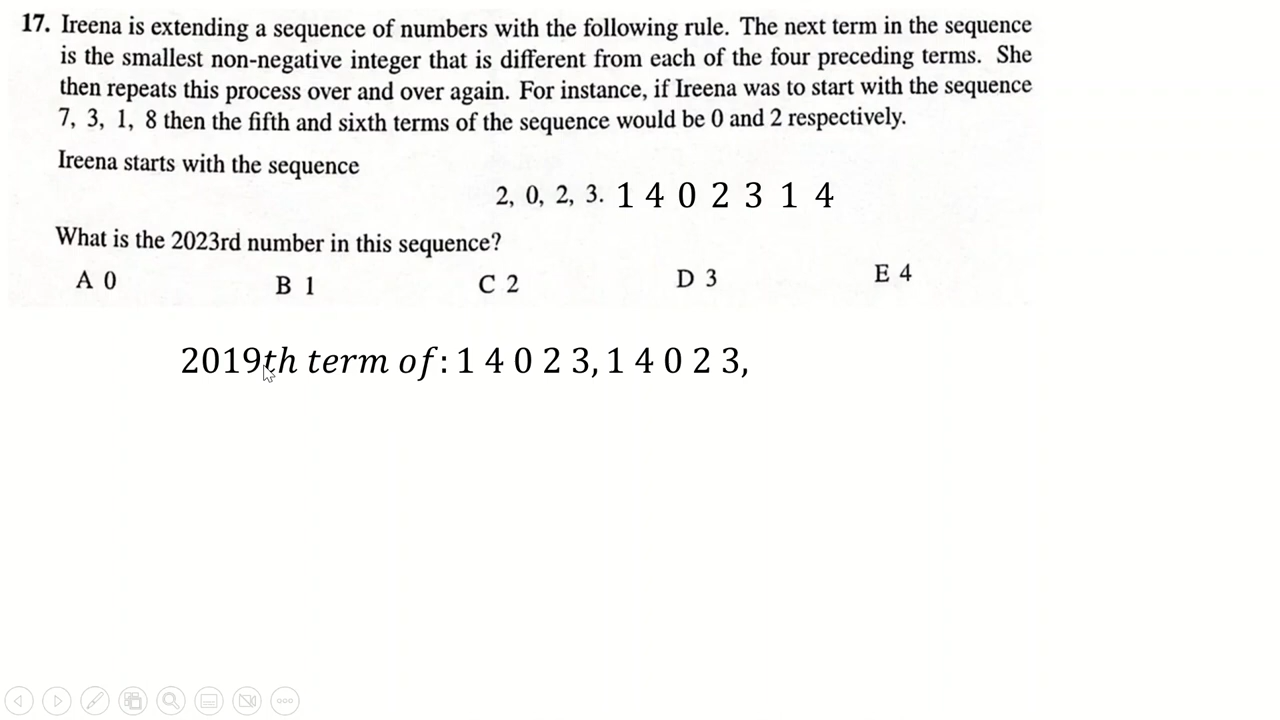 17. Ireena is extending a sequence of numbers with the following rule. The next term in the sequence
is the smallest non-negative integer that is different from each of the four preceding terms. She
then repeats this process over and over again. For instance, if Ireena was to start with the sequence
7, 3, 1, 8 then the fifth and sixth terms of the sequence would be 0 and 2 respectively.
Ireena starts with the sequence
2, 0, 2, 3. 1 4 0 2 3 1 4
What is the 2023rd number in this sequence?
A 0 B 1 C 2 D 3 E 4
2019th term of: 1 4 0 2 3, 1 4 0 2 3,